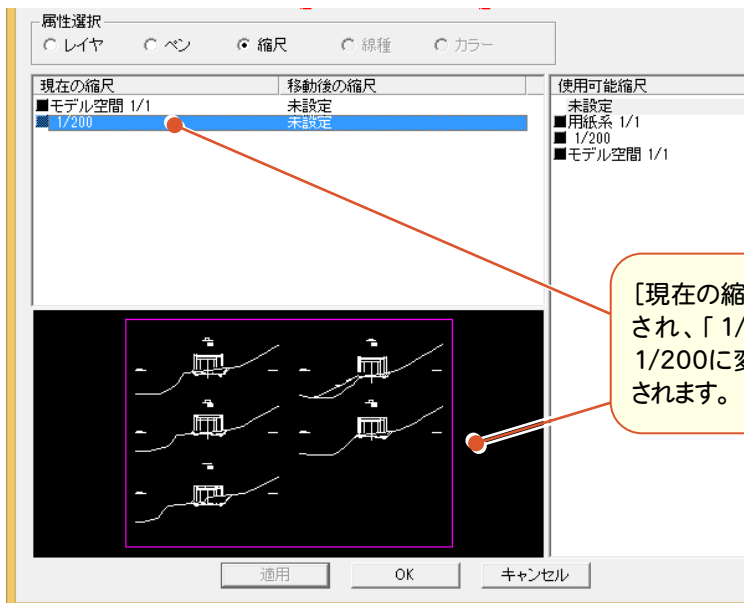 属性選択
レイヤ ペン 縮尺 線種 カラー
現在の縮尺 移動後の縮尺
モデル空間 1/1 未設定
1/200 未設定
使用可能縮尺
未設定
用紙系 1/1
1/200
モデル空間 1/1
[現在の縮
され、「 1/
1/200に変
されます。
適用 OK キャンセル